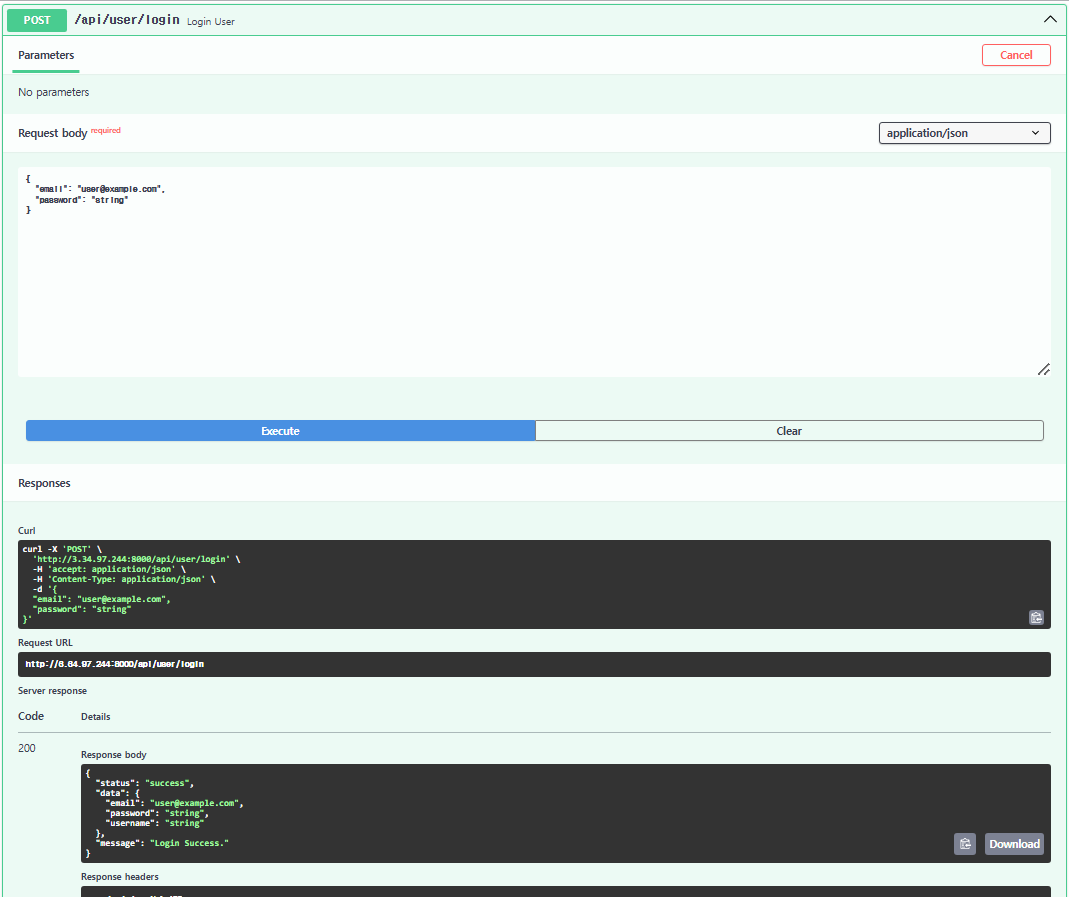 POST /api/user/login Login User
Parameters
Cancel
No parameters
Request body required
application/json
{
"email": "user@example.com",
"password": "string"
}
Execute
Clear
Responses
Curl
curl -X 'POST' \
'http://3.34.97.244:8000/api/user/login' \
-H 'accept: application/json' \
-H 'Content-Type: application/json' \
-d '{
"email": "user@example.com",
"password": "string"
}'
Request URL
http://6.64.97.244:8000/api/user/login
Server response
Code Details
200
Response body
{
"status": "success",
"data": {
"email": "user@example.com",
"password": "string",
"username": "string"
},
"message": "Login Success."
}
Download
Response headers